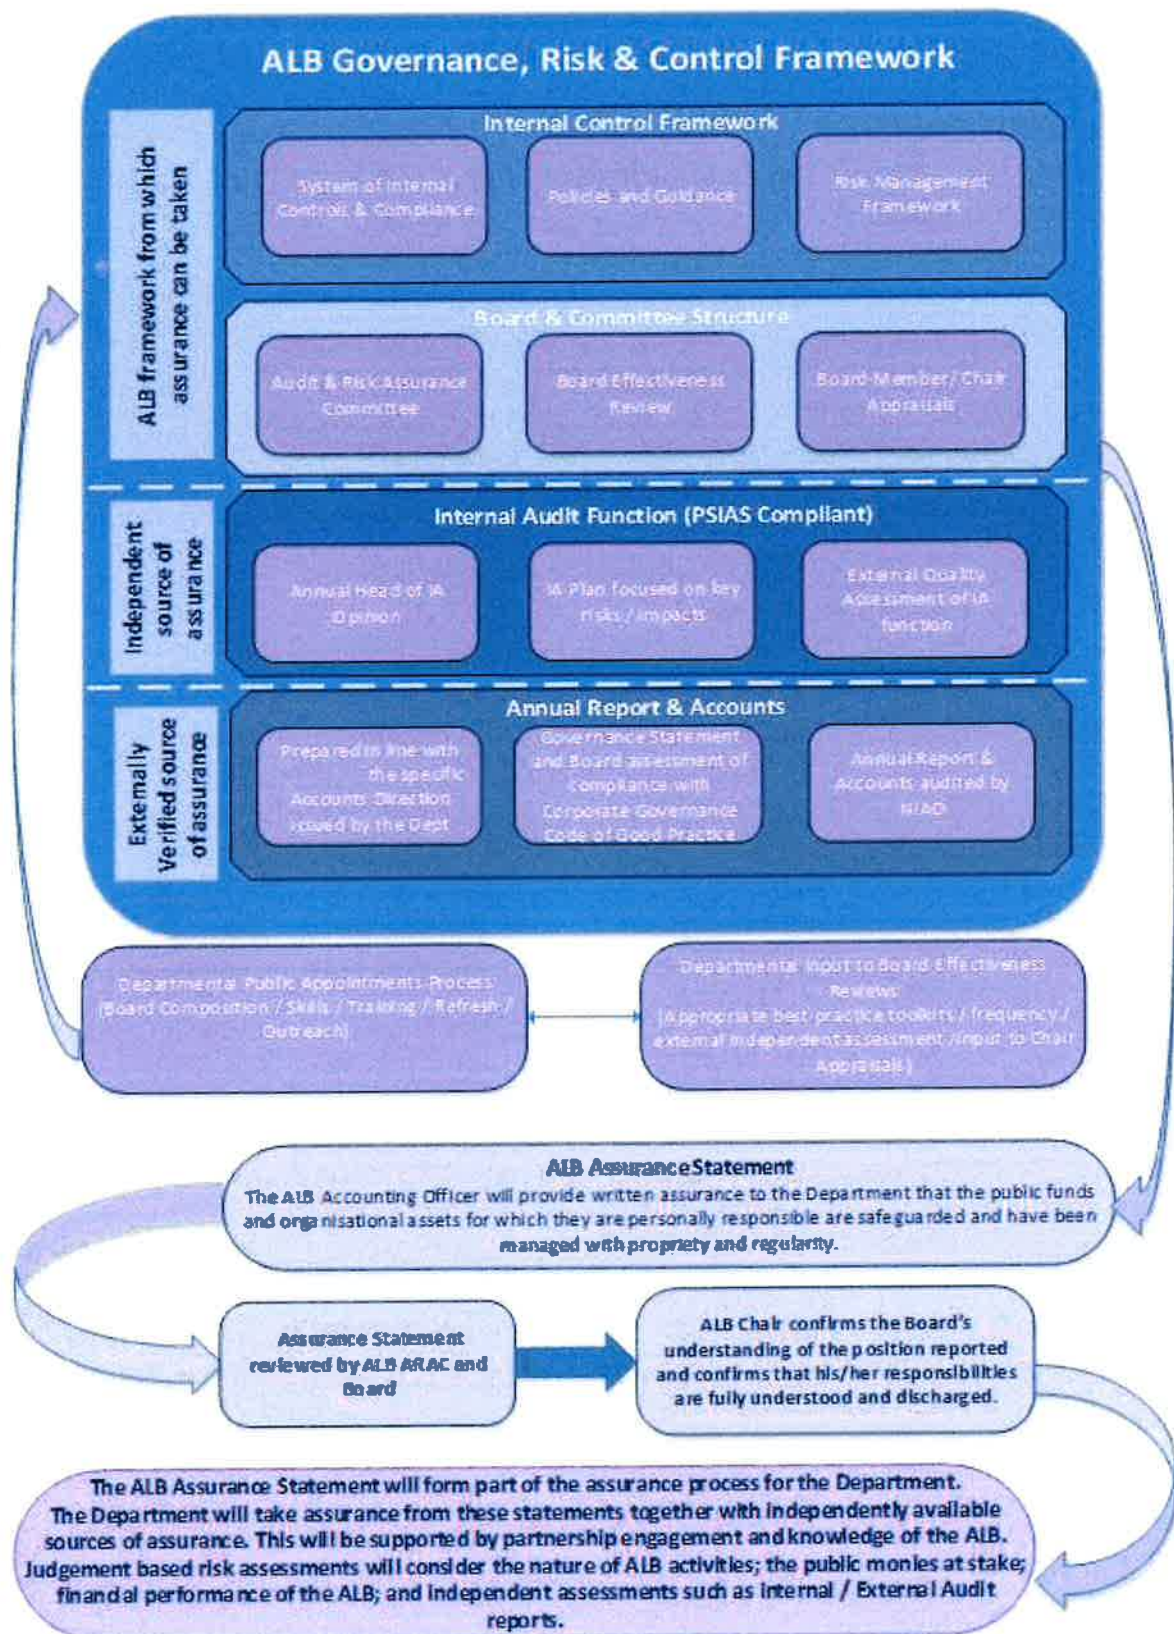 ALB Governance, Risk & Control Framework
ALB framework from which
assurance can be taken
Internal Control Framework
System of Internal
Controls & Compliance
Policies and Guidance
Risk Management
Framework
Board & Committee Structure
Audit & Risk Assurance
Committee
Board Effectiveness
Review
Board Member/ Chair
Appraisals
Independent
source of
assurance
Internal Audit Function (PSIAS Compliant)
Annual Head of IA
Opinion
IA Plan focused on key
risks / impacts
External Quality
Assessment of IA
function
Externally
Verified source
of assurance
Annual Report & Accounts
Prepared in line with
the specific
Accounts Direction
issued by the Dept
Governance Statement
and Board assessment of
compliance with
Corporate Governance
Code of Good Practice
Annual Report &
Accounts audited by
NIAO
Departmental Public Appointments Process
(Board Composition / Skills / Training / Refresh /
Outreach)
Departmental Input to Board Effectiveness
Reviews
(Appropriate best practice toolkits / frequency /
external independent assessment /input to Chair
Appraisals)
ALB Assurance Statement
The ALB Accounting Officer will provide written assurance to the Department that the public funds
and organisational assets for which they are personally responsible are safeguarded and have been
managed with propriety and regularity.
Assurance Statement
reviewed by ALB ARAC and
Board
ALB Chair confirms the Board's
understanding of the position reported
and confirms that his/her responsibilities
are fully understood and discharged.
The ALB Assurance Statement will form part of the assurance process for the Department.
The Department will take assurance from these statements together with independently available
sources of assurance. This will be supported by partnership engagement and knowledge of the ALB.
Judgement based risk assessments will consider the nature of ALB activities; the public monies at stake;
financial performance of the ALB; and independent assessments such as Internal / External Audit
reports.